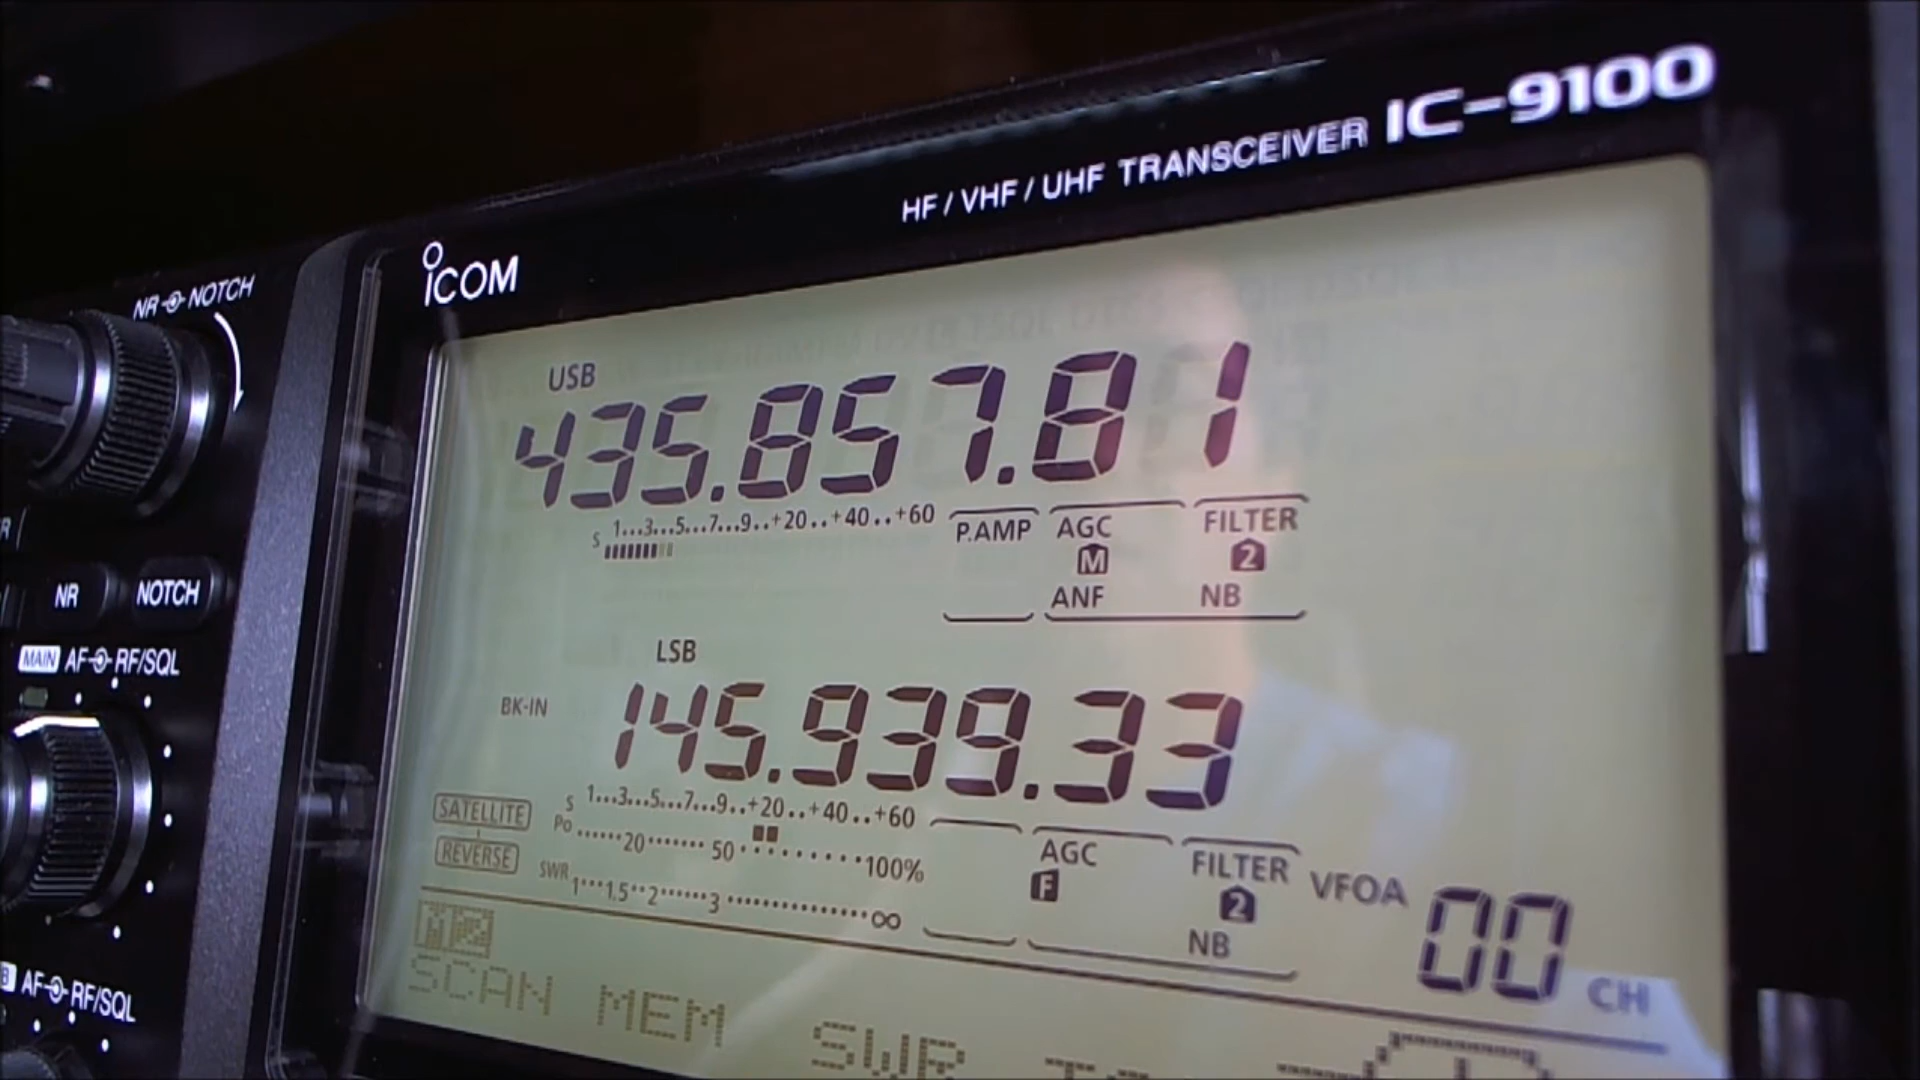 HF / VHF / UHF TRANSCEIVER IC-9100
ICOM
NR NOTCH
USB
435.857.81
S 1...3...5...7...9..+20..+40..+60
P.AMP AGC FILTER
M 2
ANF NB
NR NOTCH
MAIN AF RF/SQL
LSB
BK-IN 145.939.33
S 1...3...5...7...9..+20..+40..+60
SATELLITE
Po 20 50 100%
REVERSE
SWR 1 1.5 2 3 ∞
AGC FILTER VFOA 00 CH
F 2
NB
AF RF/SQL
M2
SCAN MEM SWR